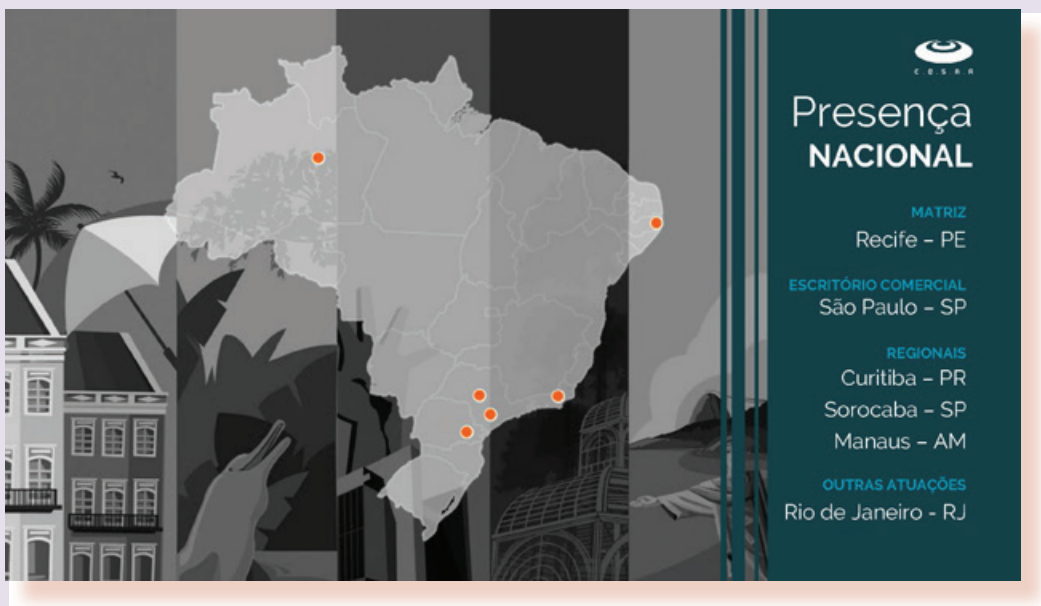 C.E.S.A.R
Presença
NACIONAL
MATRIZ
Recife – PE
ESCRITÓRIO COMERCIAL
São Paulo – SP
REGIONAIS
Curitiba – PR
Sorocaba – SP
Manaus – AM
OUTRAS ATUAÇÕES
Rio de Janeiro - RJ